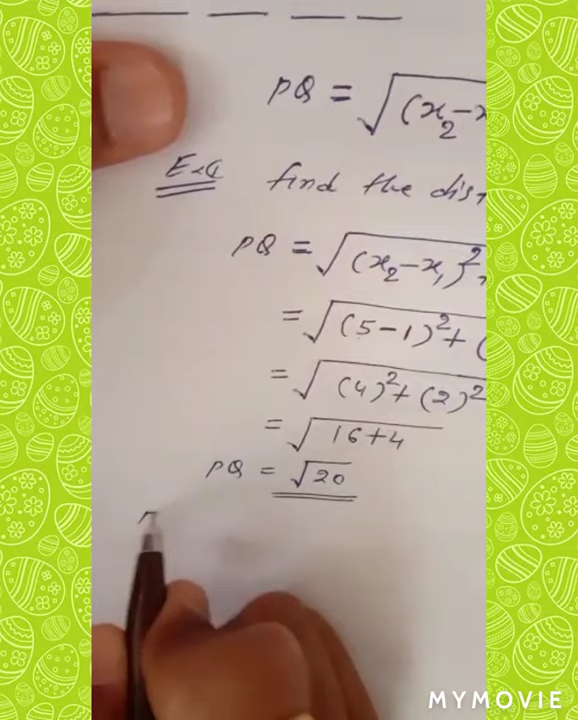 PQ = √(x₂-x
Ex 
find the dis
PQ = √(x₂-x₁)²
= √(5-1)²+(
= √(4)²+(2)²
= √16+4
PQ = √20
MYMOVIE